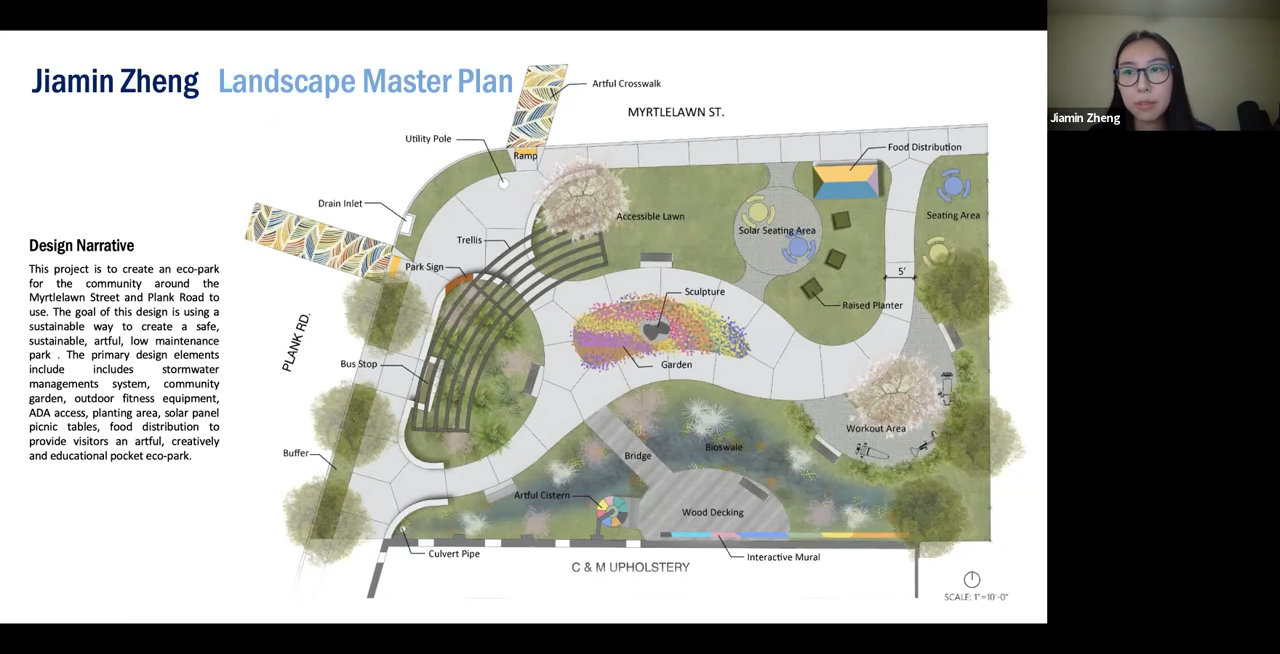 Jiamin Zheng Landscape Master Plan
Artful Crosswalk
MYRTLELAWN ST.
Jiamin Zheng
Utility Pole
Ramp
Food Distribution
Drain Inlet
Accessible Lawn
Seating Area
Solar Seating Area
Trellis
Park Sign
5'
Sculpture
Raised Planter
PLANK RD.
Bus Stop
Garden
Workout Area
Bridge
Bioswale
Buffer
Artful Cistern
Wood Decking
Culvert Pipe
Interactive Mural
C & M UPHOLSTERY
SCALE: 1"=10'-0"
Design Narrative
This project is to create an eco-park
for the community around the
Myrtlelawn Street and Plank Road to
use. The goal of this design is using a
sustainable way to create a safe,
sustainable, artful, low maintenance
park . The primary design elements
include includes stormwater
managements system, community
garden, outdoor fitness equipment,
ADA access, planting area, solar panel
picnic tables, food distribution to
provide visitors an artful, creatively
and educational pocket eco-park.